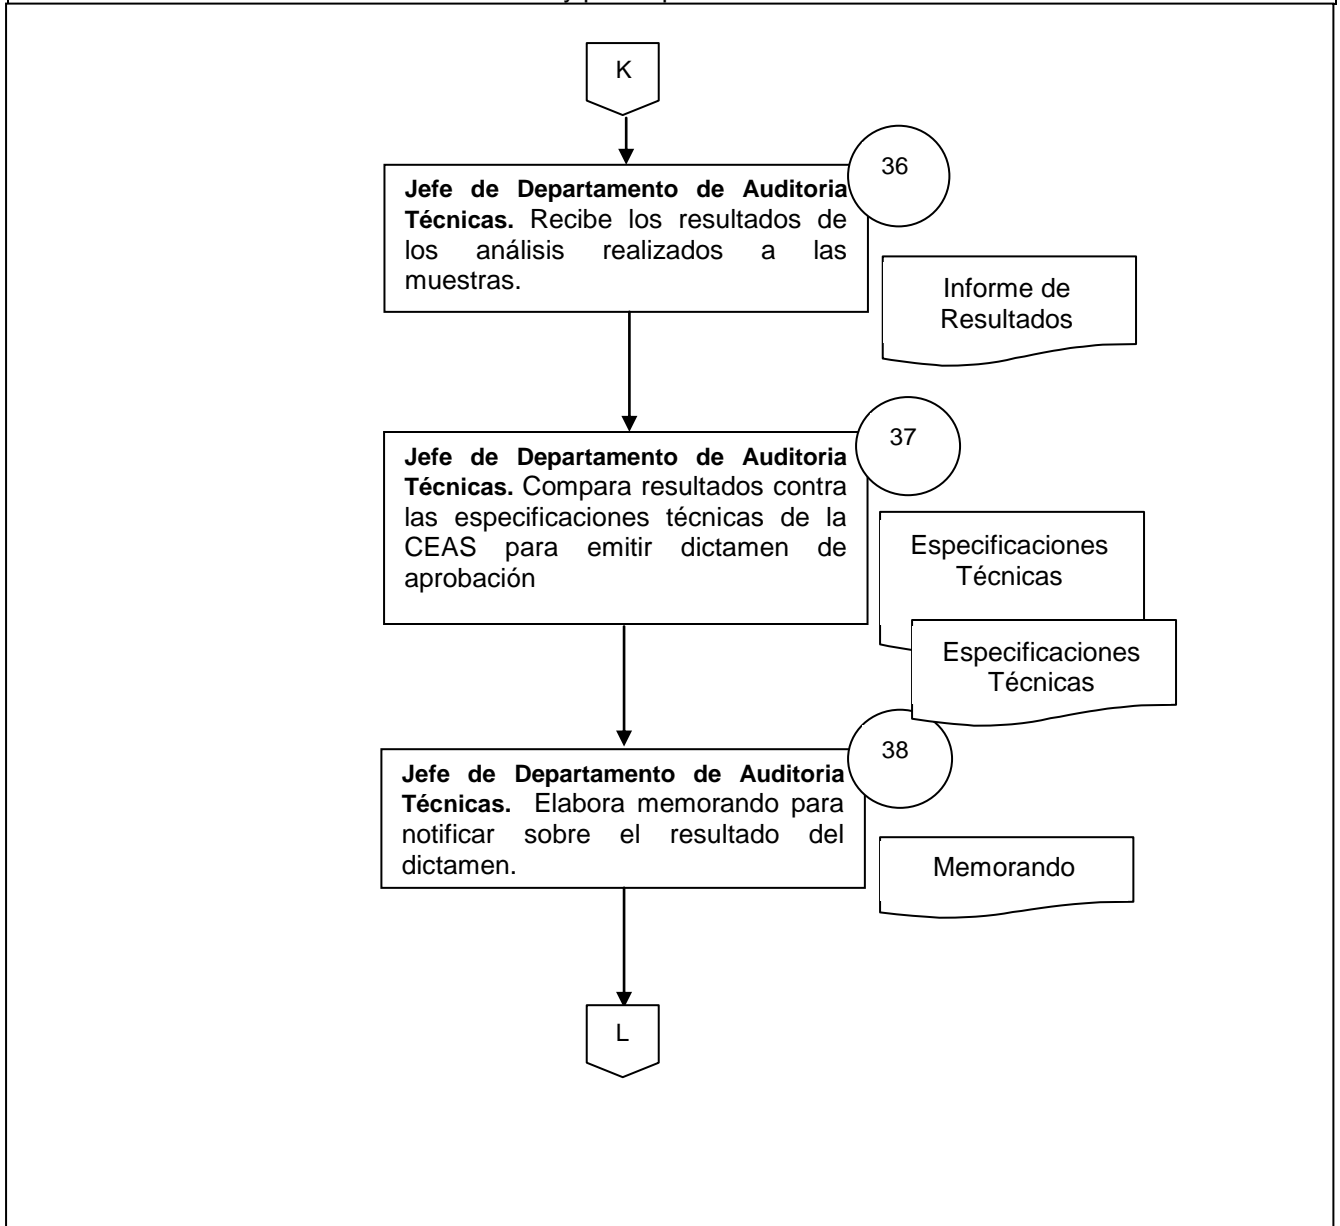 K
36
Jefe de Departamento de Auditoria
Técnicas. Recibe los resultados de
los análisis realizados a las
muestras.
Informe de
Resultados
37
Jefe de Departamento de Auditoria
Técnicas. Compara resultados contra
las especificaciones técnicas de la
CEAS para emitir dictamen de
aprobación
Especificaciones
Técnicas
Especificaciones
Técnicas
38
Jefe de Departamento de Auditoria
Técnicas. Elabora memorando para
notificar sobre el resultado del
dictamen.
Memorando
L